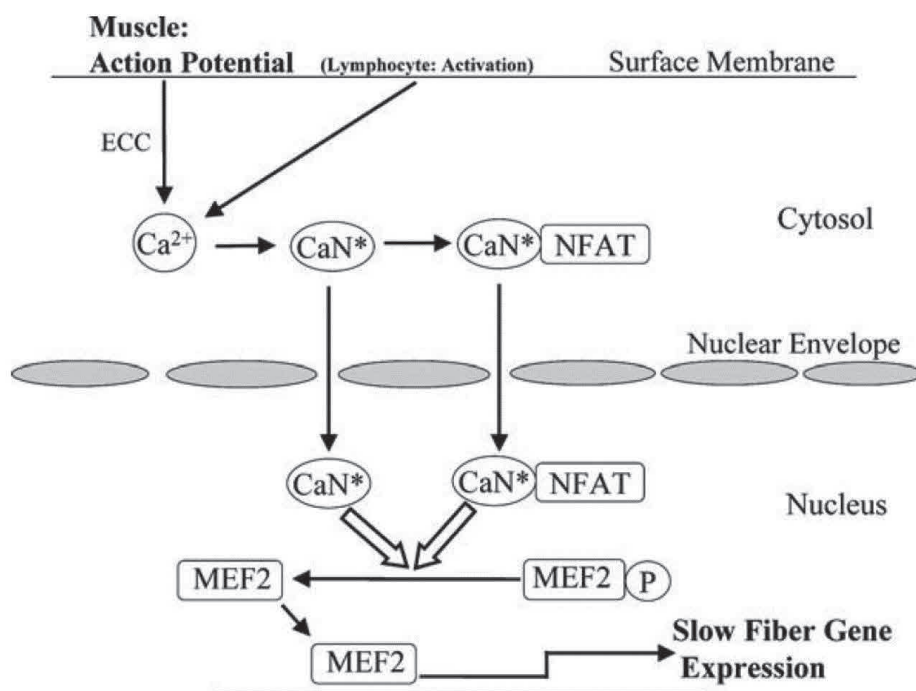 Muscle:
Action Potential (Lymphocyte: Activation) Surface Membrane
ECC
Cytosol
Ca2+ CaN* CaN* NFAT
Nuclear Envelope
CaN* CaN* NFAT
Nucleus
MEF2 MEF2 P
Slow Fiber Gene
MEF2 Expression